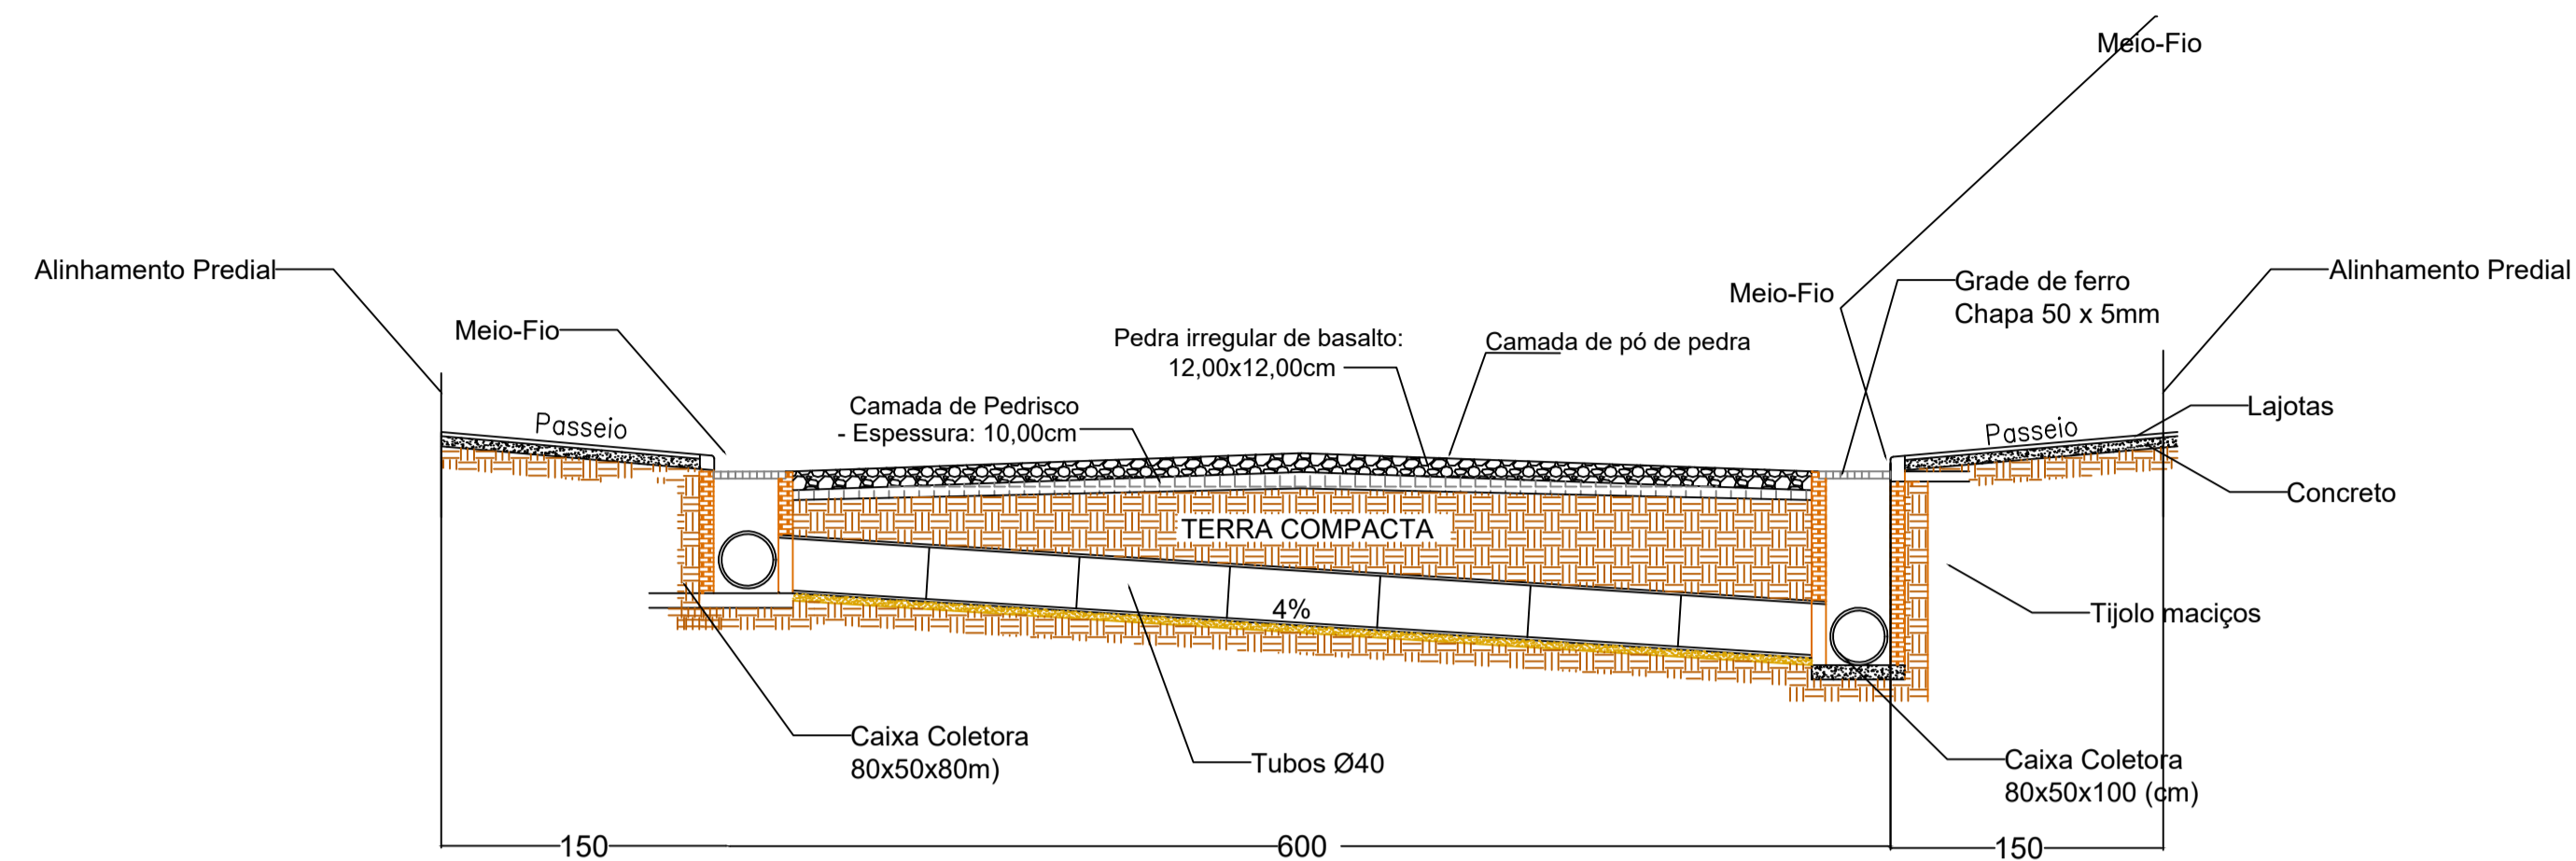 Meio-Fio
Alinhamento Predial
Alinhamento Predial
Grade de ferro
Chapa 50 x 5mm
Meio-Fio
Meio-Fio
Pedra irregular de basalto:
12,00x12,00cm
Camada de pó de pedra
Camada de Pedrisco
- Espessura: 10,00cm
Lajotas
Passeio
Passeio
Concreto
TERRA COMPACTA
4%
Tijolo maciços
Caixa Coletora
80x50x80m)
Tubos Ø40
Caixa Coletora
80x50x100 (cm)
150
600
150